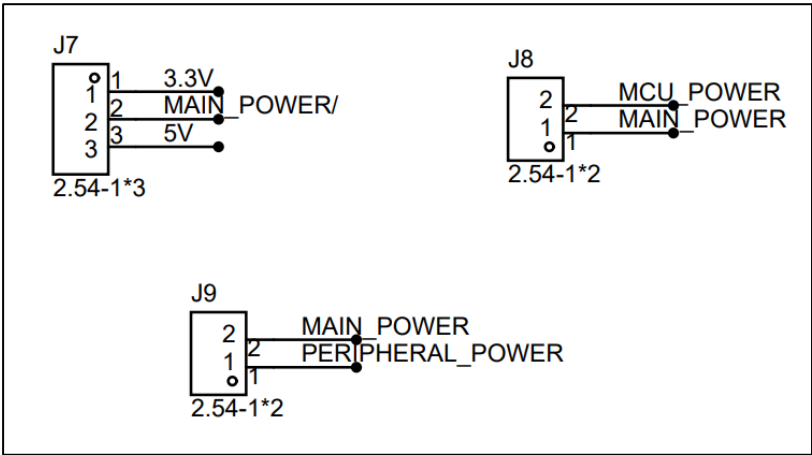 J7
1 1 3.3V
2 2 MAIN_POWER/
3 3 5V
2.54-1*3
J8
2 2 MCU_POWER
1 1 MAIN_POWER
2.54-1*2
J9
2 2 MAIN_POWER
1 1 PERIPHERAL_POWER
2.54-1*2